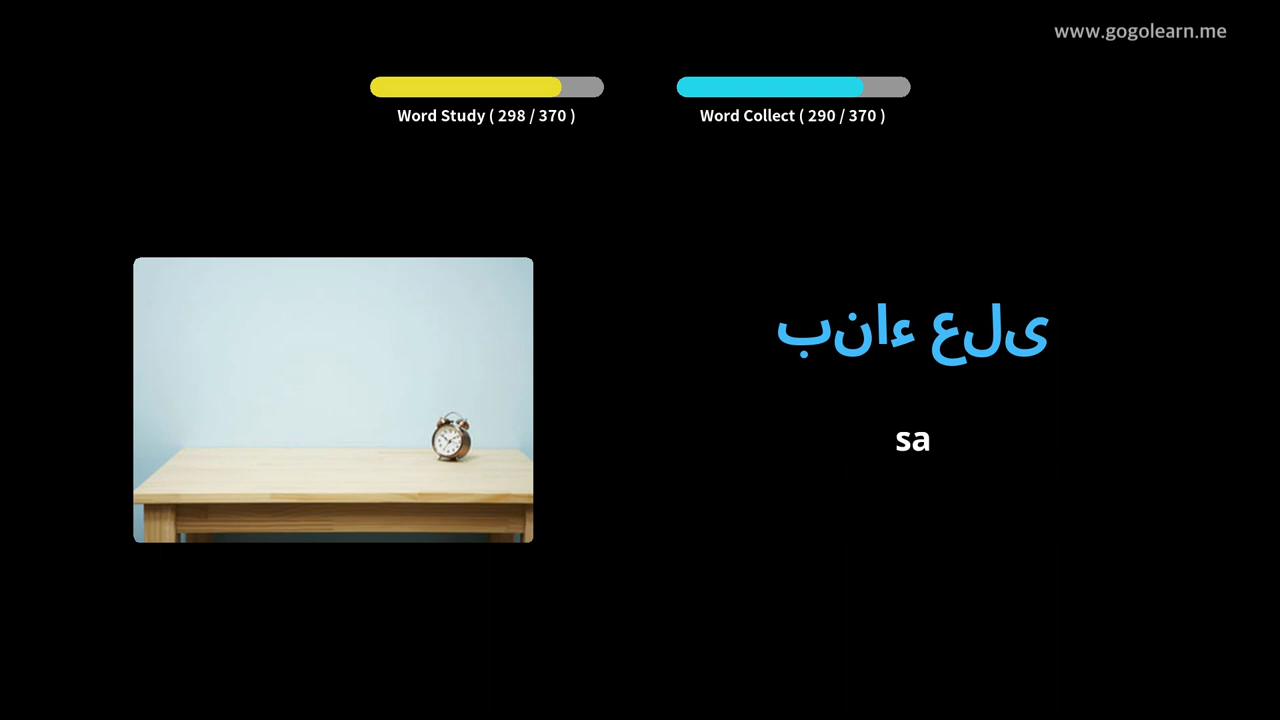 www.gogolearn.me
Word Study ( 298 / 370 )
Word Collect ( 290 / 370 )
بناء على
sa